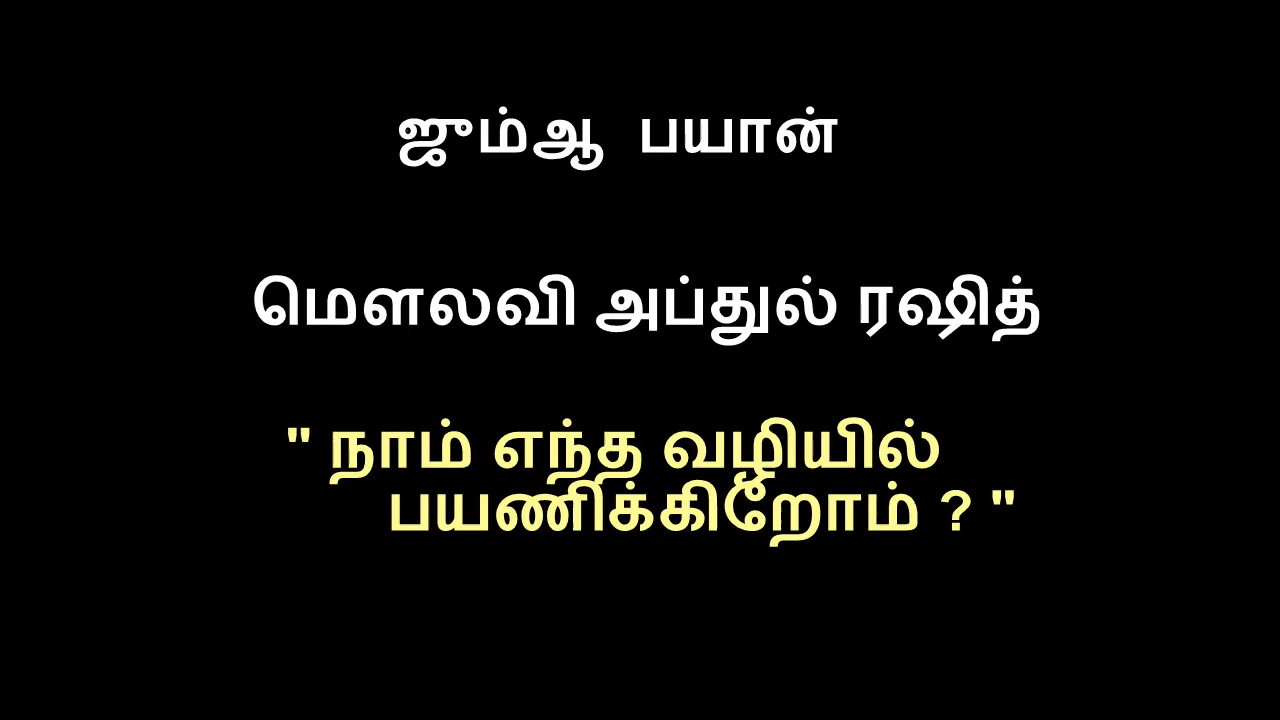 ஜும்ஆ பயான்
மௌலவி அப்துல் ரஷித்
" நாம் எந்த வழியில்
பயணிக்கிறோம் ? "